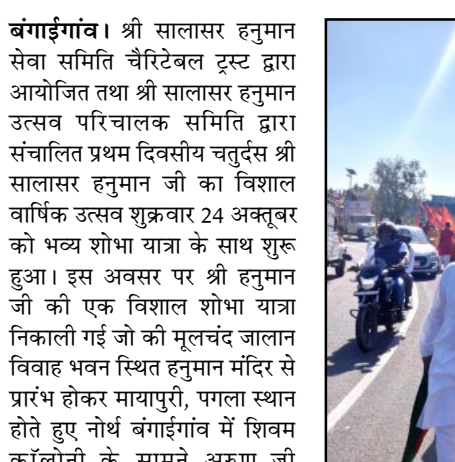 बंगाईगांव। श्री सालासर हनुमान
सेवा समिति चैरिटेबल ट्रस्ट द्वारा
आयोजित तथा श्री सालासर हनुमान
उत्सव परिचालक समिति द्वारा
संचालित प्रथम दिवसीय चतुर्दस श्री
सालासर हनुमान जी का विशाल
वार्षिक उत्सव शुक्रवार 24 अक्तूबर
को भव्य शोभा यात्रा के साथ शुरू
हुआ। इस अवसर पर श्री हनुमान
जी की एक विशाल शोभा यात्रा
निकाली गई जो की मूलचंद जालान
विवाह भवन स्थित हनुमान मंदिर से
प्रारंभ होकर मायापुरी, पगला स्थान
होते हुए नोर्थ बंगाईगांव में शिवम
कॉलोनी के सामने अरुण जी